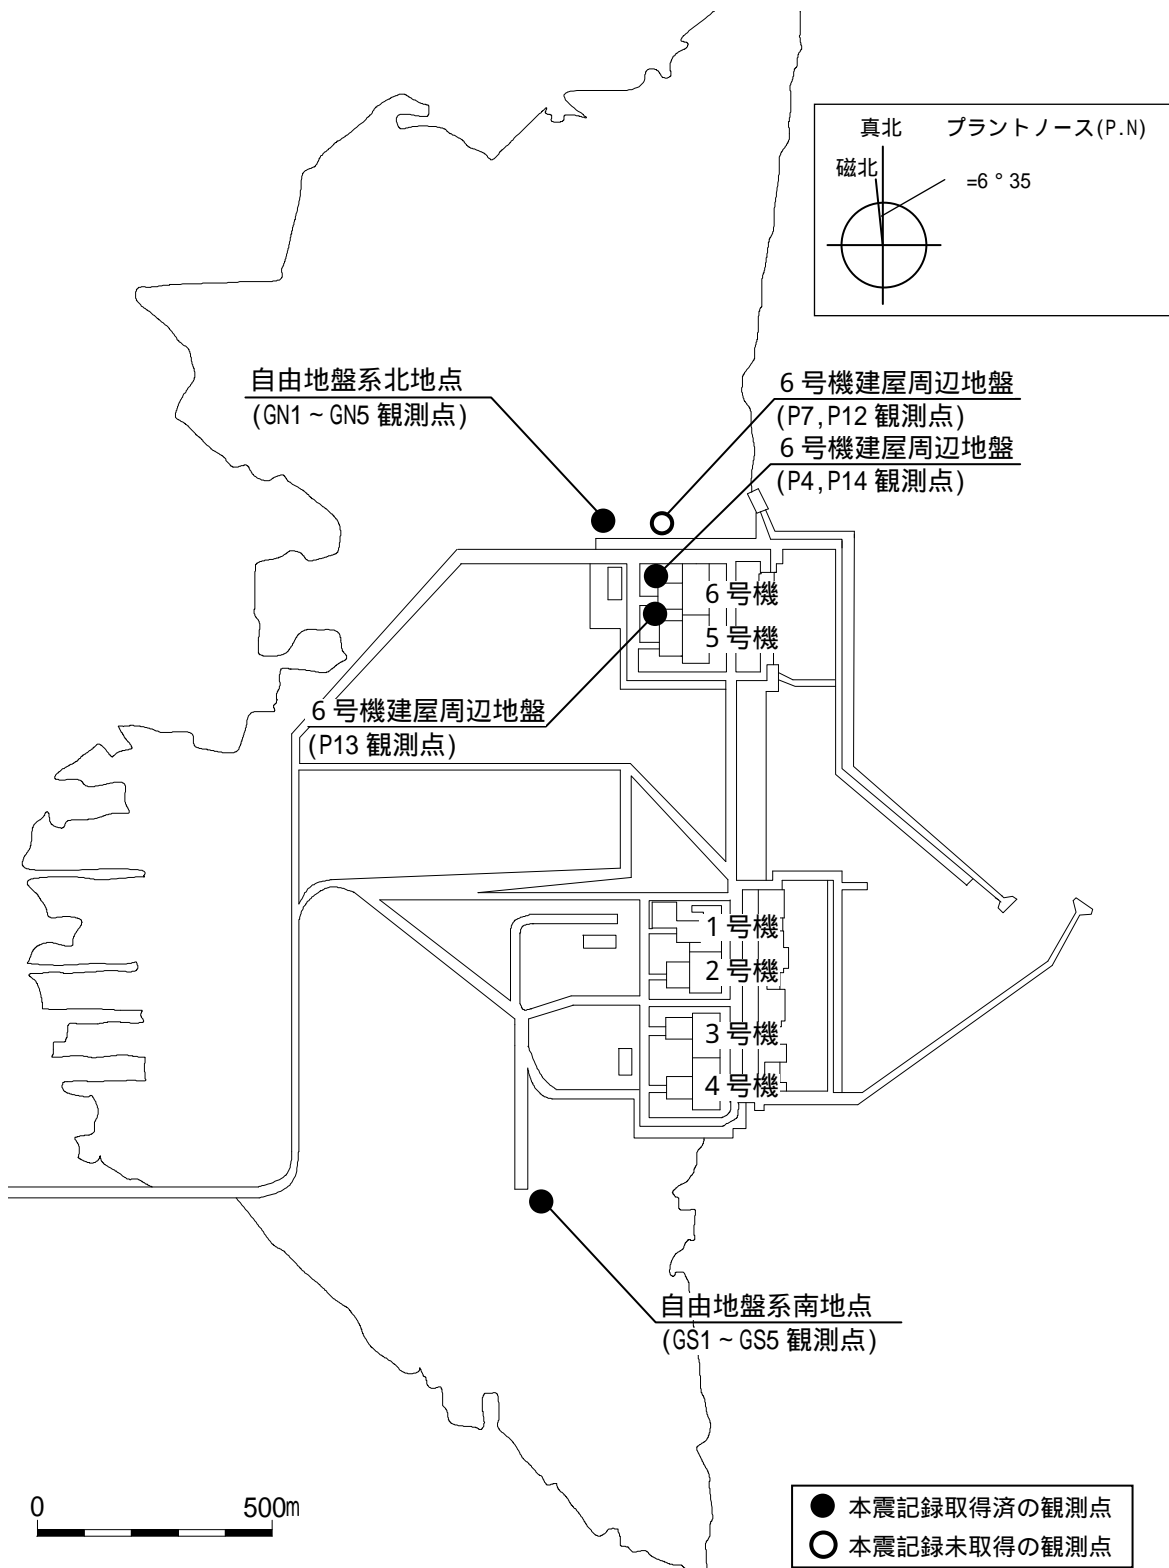 真北 プラントノース(P.N)
磁北
=6°35
自由地盤系北地点
(GN1~GN5 観測点)
6号機建屋周辺地盤
(P7,P12 観測点)
6号機建屋周辺地盤
(P4,P14 観測点)
6号機
5号機
6号機建屋周辺地盤
(P13 観測点)
1号機
2号機
3号機
4号機
自由地盤系南地点
(GS1~GS5 観測点)
0 500m
本震記録取得済の観測点
本震記録未取得の観測点